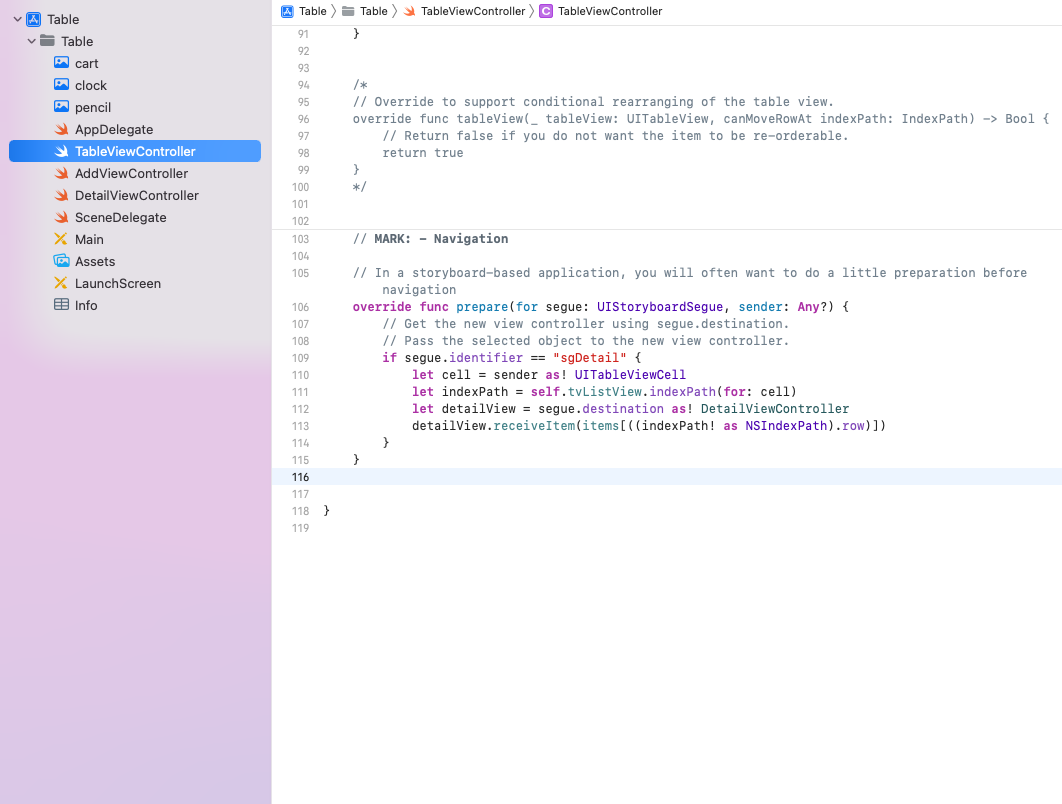 Table
Table
cart
clock
pencil
AppDelegate
TableViewController
AddViewController
DetailViewController
SceneDelegate
Main
Assets
LaunchScreen
Info
Table 〉 Table 〉 TableViewController 〉 C TableViewController
91     }
92
93
94     /*
95     // Override to support conditional rearranging of the table view.
96     override func tableView(_ tableView: UITableView, canMoveRowAt indexPath: IndexPath) -> Bool {
97         // Return false if you do not want the item to be re-orderable.
98         return true
99     }
100     */
101
102
103     // MARK: - Navigation
104
105     // In a storyboard-based application, you will often want to do a little preparation before
navigation
106     override func prepare(for segue: UIStoryboardSegue, sender: Any?) {
107         // Get the new view controller using segue.destination.
108         // Pass the selected object to the new view controller.
109         if segue.identifier == "sgDetail" {
110             let cell = sender as! UITableViewCell
111             let indexPath = self.tvListView.indexPath(for: cell)
112             let detailView = segue.destination as! DetailViewController
113             detailView.receiveItem(items[((indexPath! as NSIndexPath).row)])
114         }
115     }
116
117
118 }
119